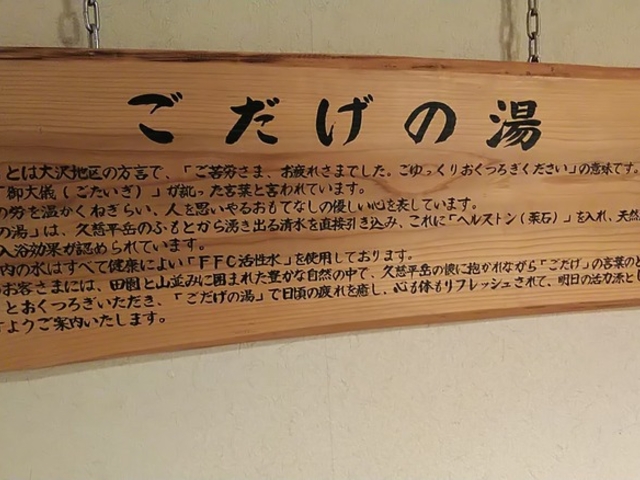 ごだげの湯
とは大沢地区の方言で、「ご苦労さま、お疲れさまでした。ごゆっくりおくつろぎください」の意味です。
「御大儀(ごたいぎ)」が訛った言葉と言われています。
の労を温かくねぎらい、人を思いやるおもてなしの優しい心を表しています。
の湯」は、久慈平岳のふもとから湧き出る清水を直接引き込み、これに「ヘルストン(薬石)」を入れ、天然
入浴効果が認められています。
内の水はすべて健康によい「FFC活性水」を使用しております。
お客さまには、田園と山並みに囲まれた豊かな自然の中で、久慈平岳の懐に抱かれながら「ごだげ」の言葉のと
とおくつろぎいただき、「ごだげの湯」で日頃の疲れを癒し、心も体もリフレッシュされて、明日の活力源とし
ようご案内いたします。